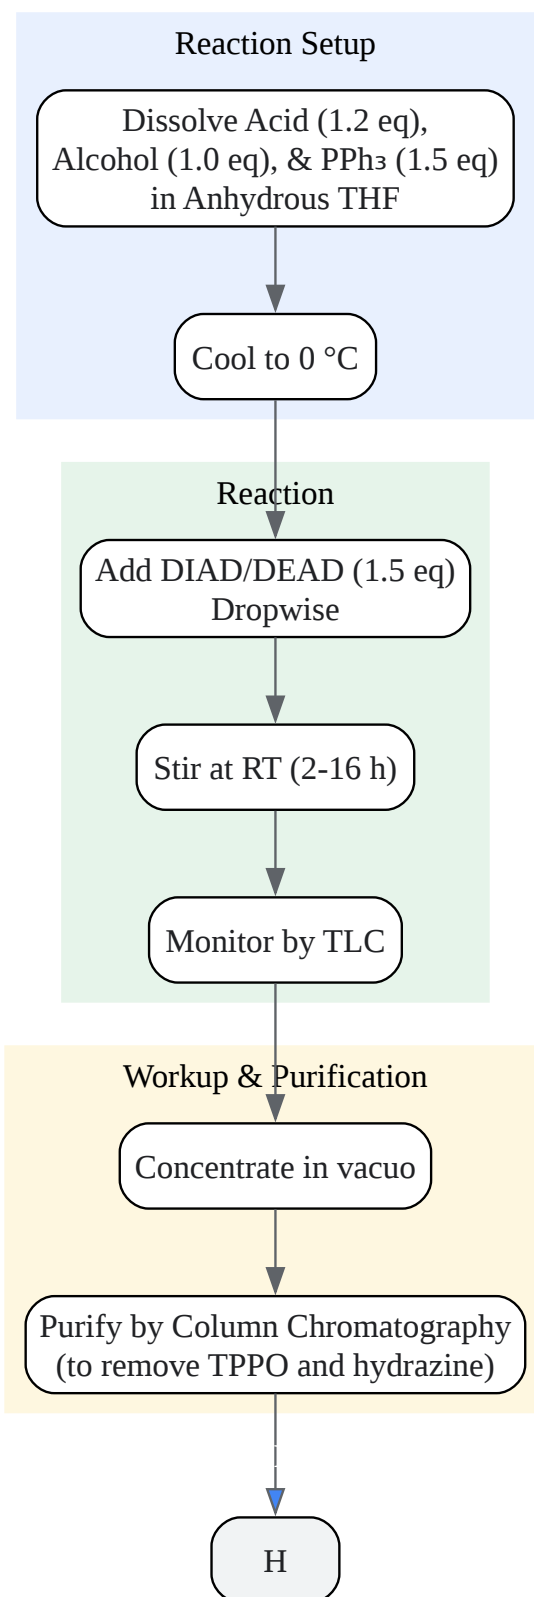 Reaction Setup
Dissolve Acid (1.2 eq),
Alcohol (1.0 eq), & PPh₃ (1.5 eq)
in Anhydrous THF
Cool to 0 °C
Reaction
Add DIAD/DEAD (1.5 eq)
Dropwise
Stir at RT (2-16 h)
Monitor by TLC
Workup & Purification
Concentrate in vacuo
Purify by Column Chromatography
(to remove TPPO and hydrazine)
H